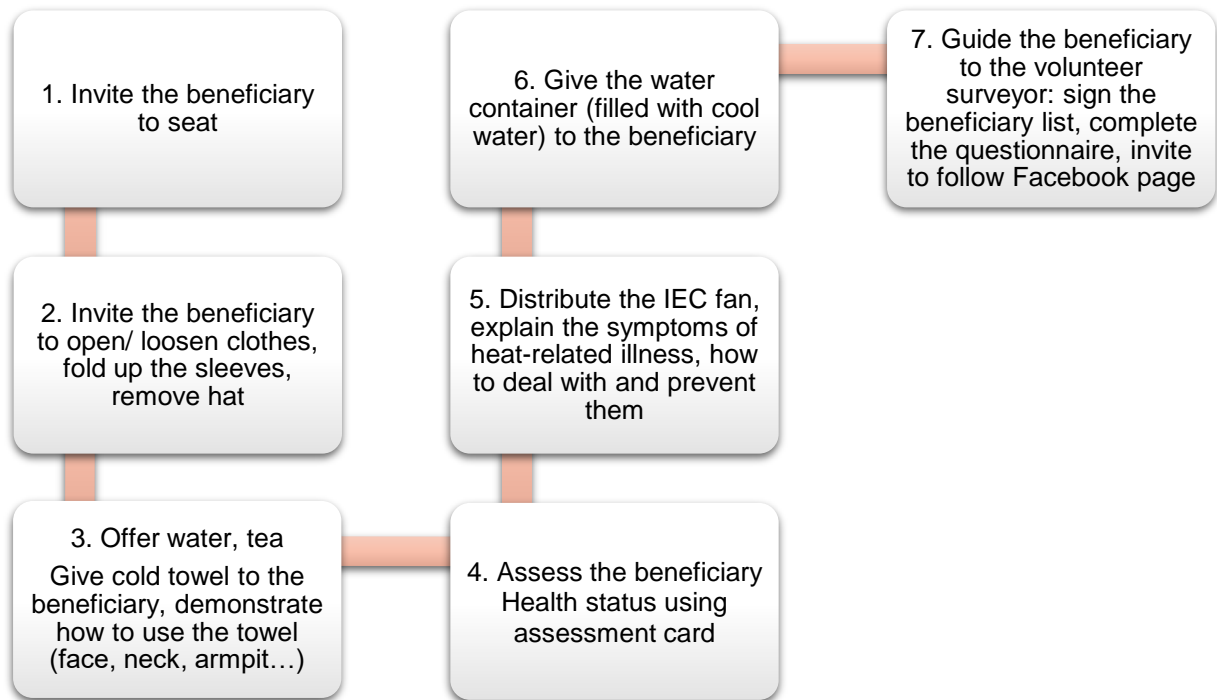 1. Invite the beneficiary
to seat
2. Invite the beneficiary
to open/ loosen clothes,
fold up the sleeves,
remove hat
3. Offer water, tea
Give cold towel to the
beneficiary, demonstrate
how to use the towel
(face, neck, armpit…)
4. Assess the beneficiary
Health status using
assessment card
5. Distribute the IEC fan,
explain the symptoms of
heat-related illness, how
to deal with and prevent
them
6. Give the water
container (filled with cool
water) to the beneficiary
7. Guide the beneficiary
to the volunteer
surveyor: sign the
beneficiary list, complete
the questionnaire, invite
to follow Facebook page